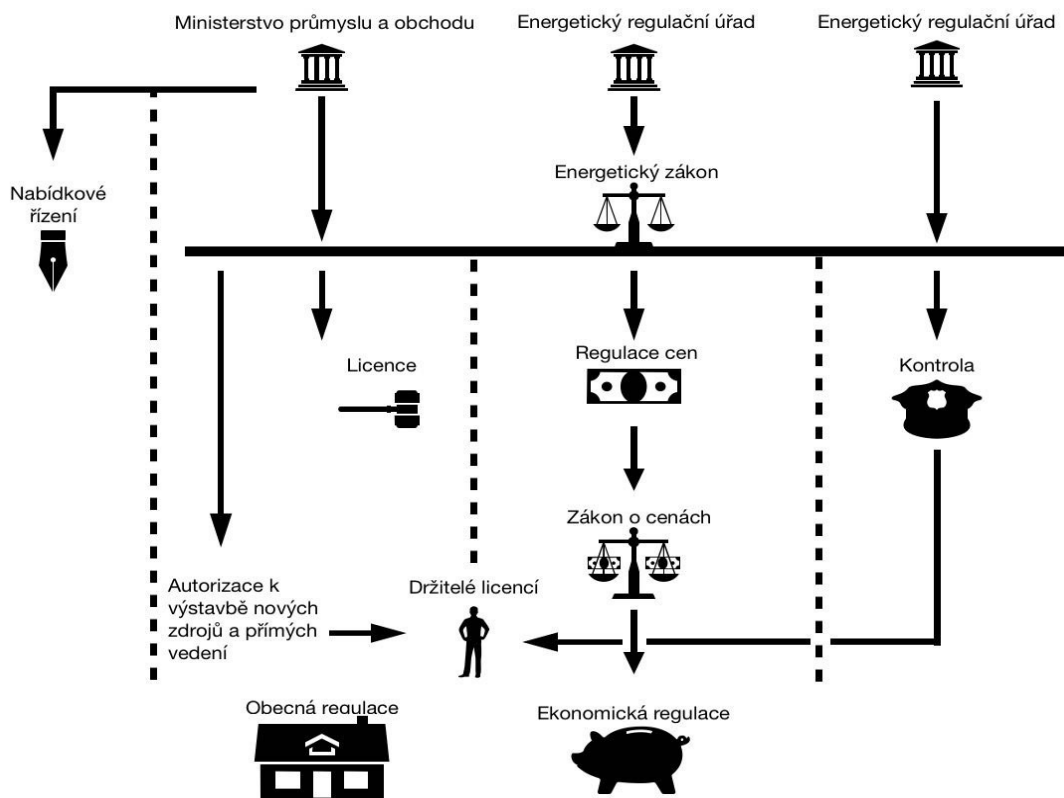 Ministerstvo průmyslu a obchodu
Energetický regulační úřad
Energetický regulační úřad
Energetický zákon
Nabídkové
řízení
Licence
Regulace cen
Kontrola
Zákon o cenách
Autorizace k
výstavbě nových
zdrojů a přímých
vedení
Držitelé licencí
Obecná regulace
Ekonomická regulace